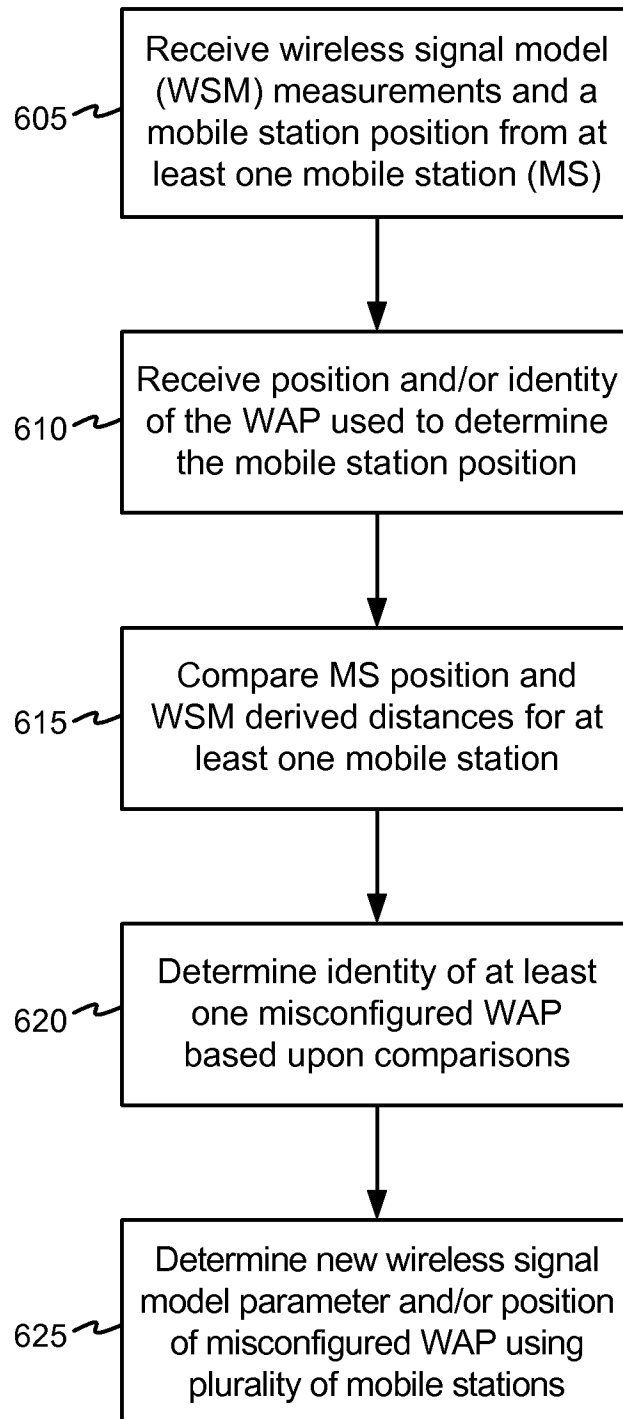 Receive wireless signal model
(WSM) measurements and a
mobile station position from at
least one mobile station (MS)
605
Receive position and/or identity
of the WAP used to determine
the mobile station position
610
Compare MS position and
WSM derived distances for at
least one mobile station
615
Determine identity of at least
one misconfigured WAP
based upon comparisons
620
Determine new wireless signal
model parameter and/or position
of misconfigured WAP using
plurality of mobile stations
625